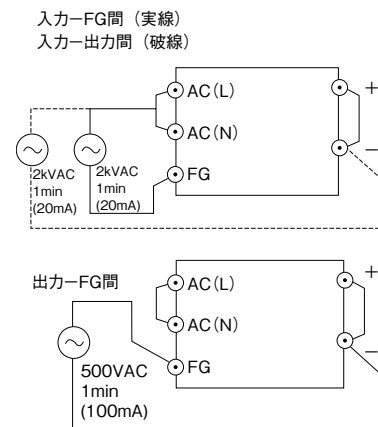 入力ー FG間（実線）
入力ー出力間（破線）
AC(L)
+
AC(N)
−
FG
2kVAC
1min
(20mA)
2kVAC
1min
(20mA)
出力ー FG間
AC(L)
+
AC(N)
−
FG
500VAC
1min
(100mA)